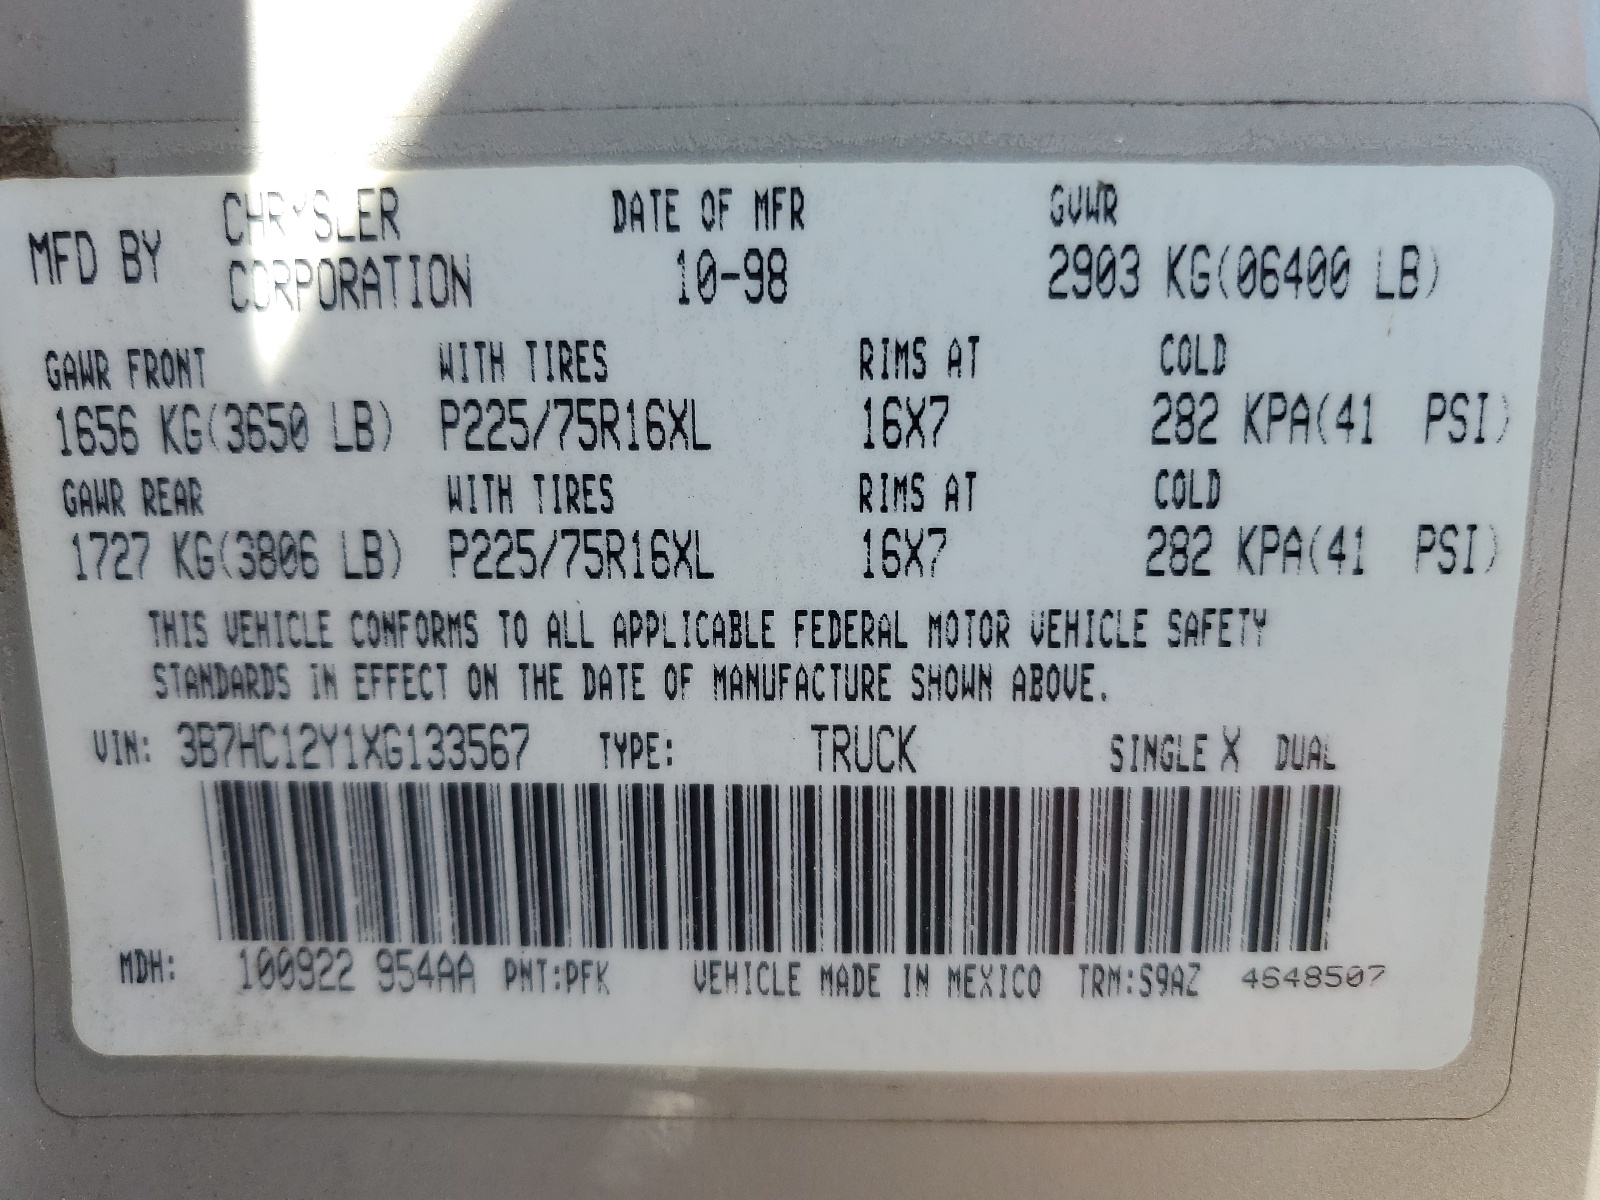 MFD BY CHRYSLER CORPORATION DATE OF MFR 10-98 GVWR 2903 KG(06400 LB)
GAWR FRONT WITH TIRES RIMS AT COLD
1656 KG(3650 LB) P225/75R16XL 16X7 282 KPA(41 PSI)
GAWR REAR WITH TIRES RIMS AT COLD
1727 KG(3806 LB) P225/75R16XL 16X7 282 KPA(41 PSI)
THIS VEHICLE CONFORMS TO ALL APPLICABLE FEDERAL MOTOR VEHICLE SAFETY
STANDARDS IN EFFECT ON THE DATE OF MANUFACTURE SHOWN ABOVE.
VIN: 3B7HC12Y1XG133567 TYPE: TRUCK SINGLE X DUAL
MDH: 100922 954AA PNT:PFK VEHICLE MADE IN MEXICO TRM:S9AZ 4648507